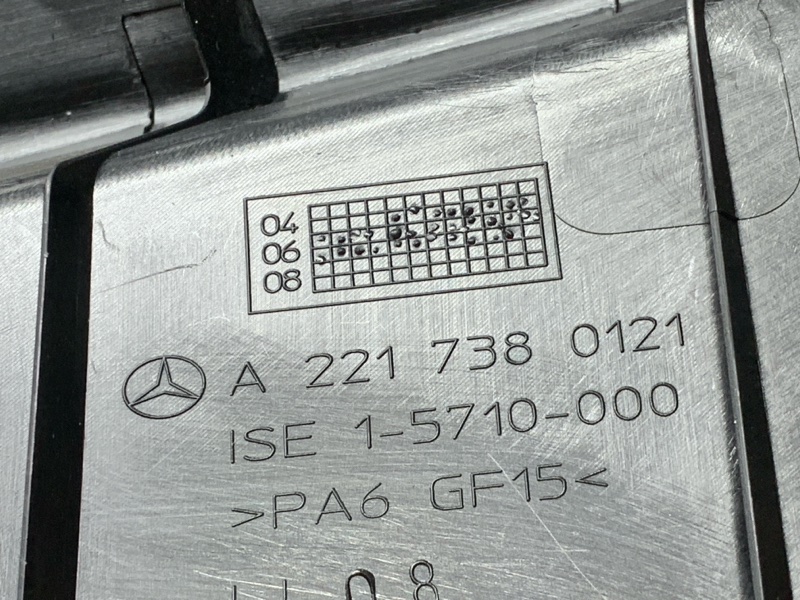 04
06
08
A 221 738 0121
ISE 1-5710-000
>PA6 GF15<